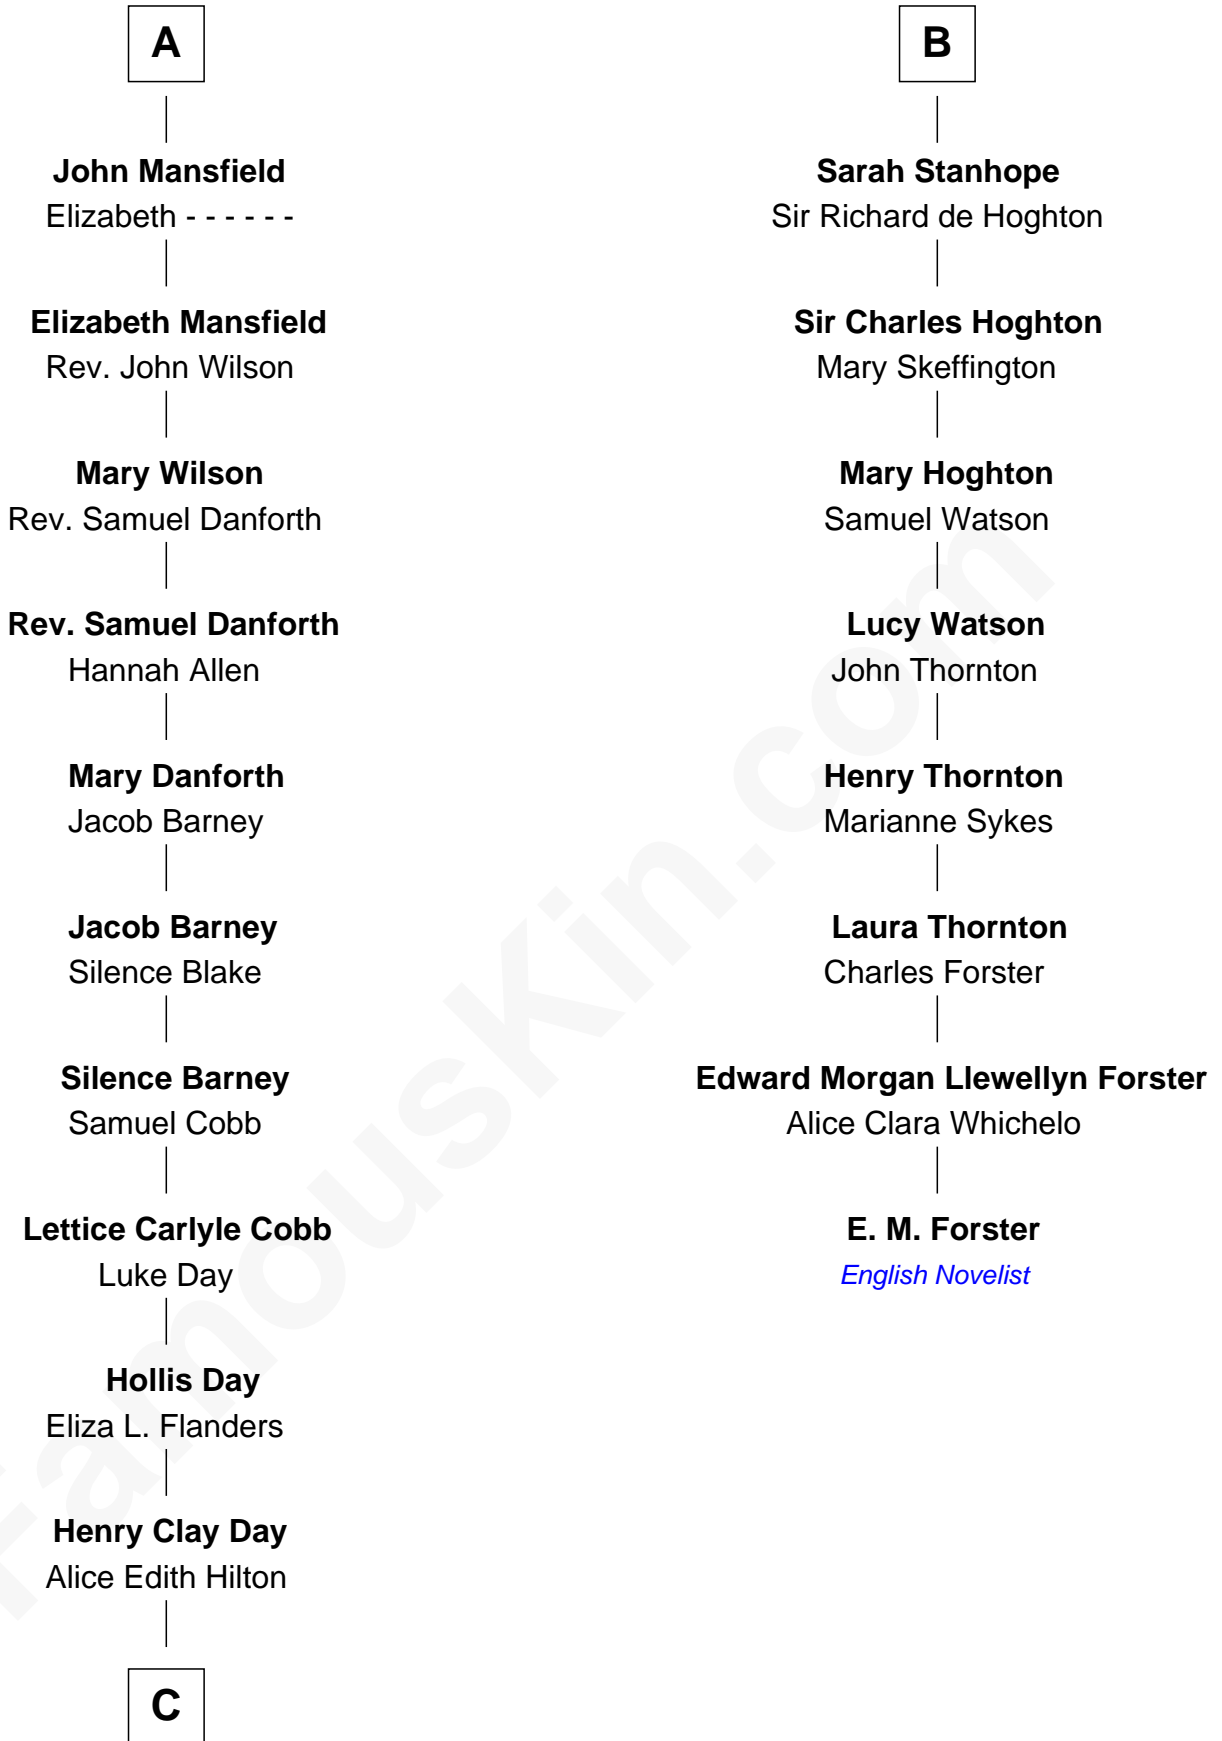 A
John Mansfield
Elizabeth - - - - - -
Elizabeth Mansfield
Rev. John Wilson
Mary Wilson
Rev. Samuel Danforth
Rev. Samuel Danforth
Hannah Allen
Mary Danforth
Jacob Barney
Jacob Barney
Silence Blake
Silence Barney
Samuel Cobb
Lettice Carlyle Cobb
Luke Day
Hollis Day
Eliza L. Flanders
Henry Clay Day
Alice Edith Hilton
C
B
Sarah Stanhope
Sir Richard de Hoghton
Sir Charles Hoghton
Mary Skeffington
Mary Hoghton
Samuel Watson
Lucy Watson
John Thornton
Henry Thornton
Marianne Sykes
Laura Thornton
Charles Forster
Edward Morgan Llewellyn Forster
Alice Clara Whichelo
E. M. Forster
English Novelist
FamousKin.com